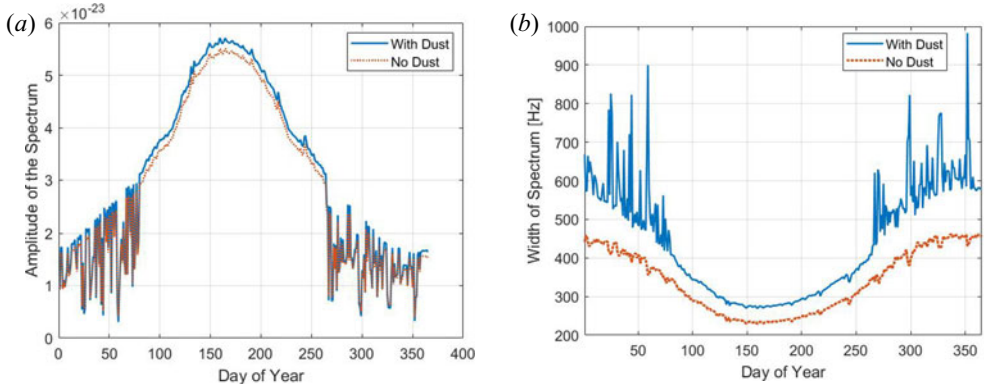 (a)
×10⁻²³
6
5
4
3
2
1
0
0 50 100 150 200 250 300 350 400
Amplitude of the Spectrum
Day of Year
With Dust
No Dust
(b)
1000
900
800
700
600
500
400
300
200
50 100 150 200 250 300 350
Width of Spectrum [Hz]
Day of Year
With Dust
No Dust